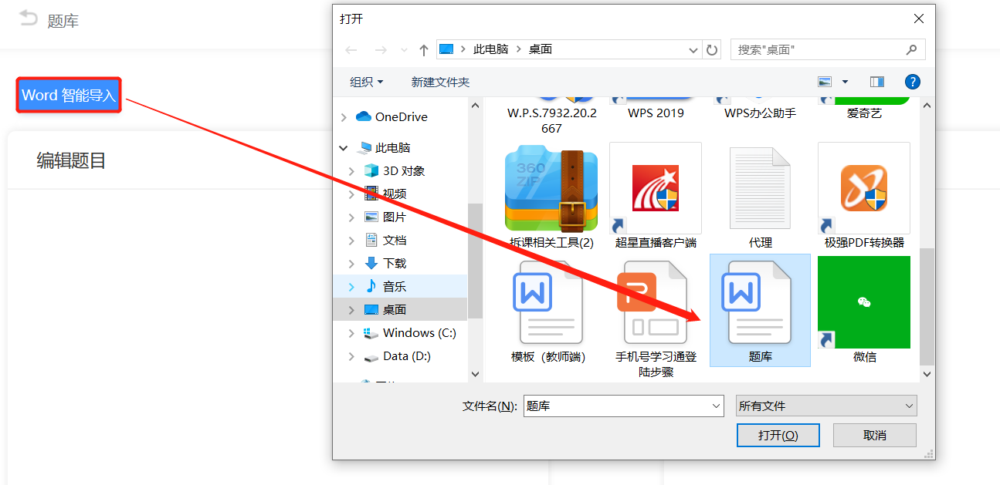 题库
Word 智能导入
编辑题目
打开
此电脑
桌面
搜索"桌面"
组织
新建文件夹
OneDrive
此电脑
3D 对象
视频
图片
文档
下载
音乐
桌面
Windows (C:)
Data (D:)
W.P.S.7932.20.2
667
WPS 2019
WPS办公助手
爱奇艺
360
ZIP
拆课相关工具(2)
超星直播客户端
代理
极强PDF转换器
模板（教师端）
手机号学习通登
陆步骤
题库
微信
文件名(N):
题库
所有文件
打开(O)
取消